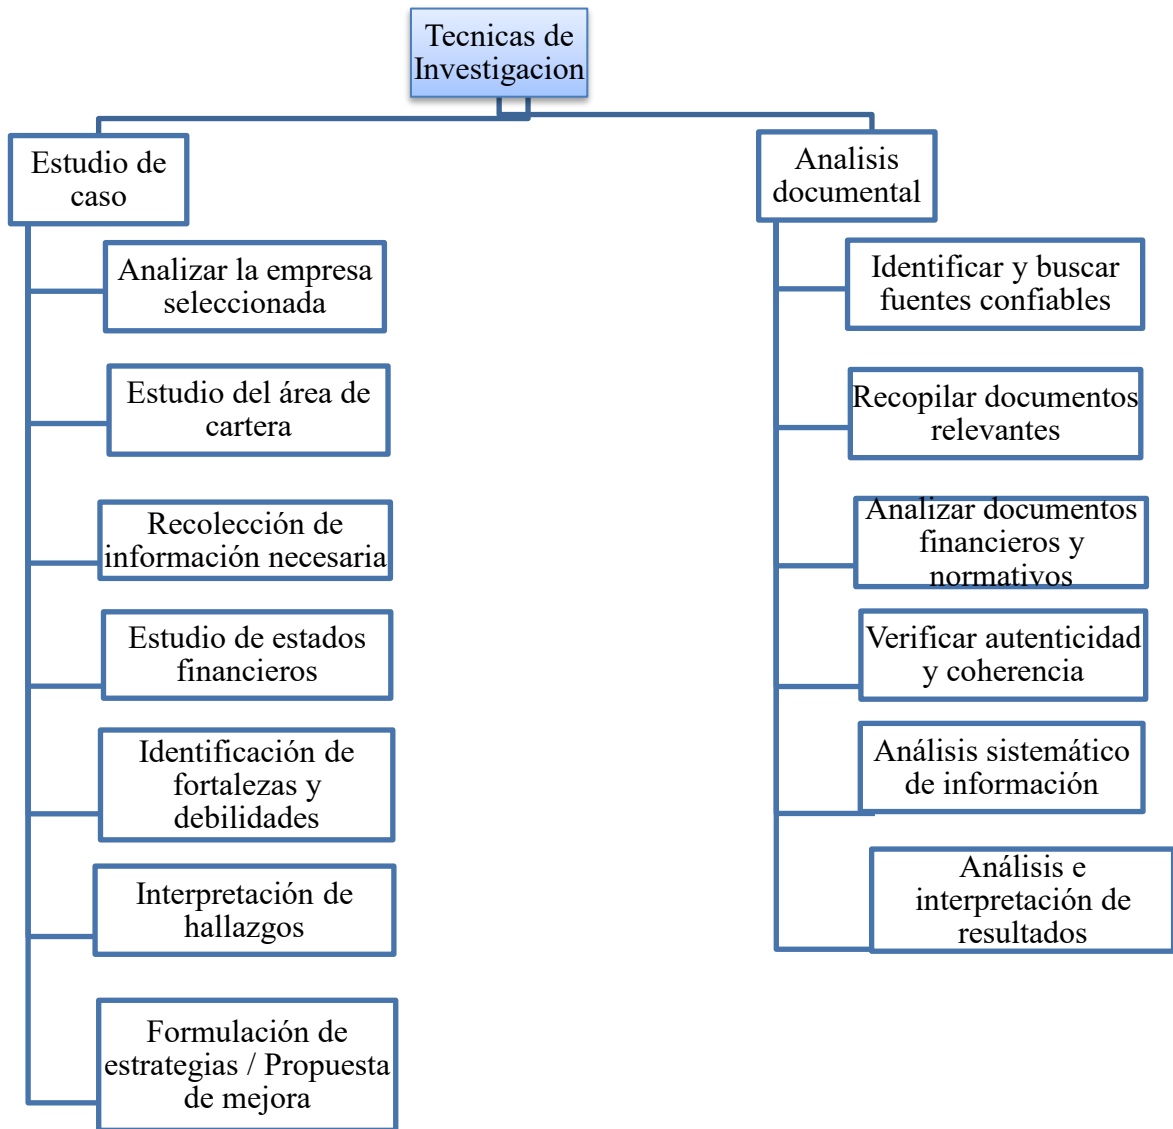 Tecnicas de
Investigacion
Estudio de
caso
Analizar la empresa
seleccionada
Estudio del área de
cartera
Recolección de
información necesaria
Estudio de estados
financieros
Identificación de
fortalezas y
debilidades
Interpretación de
hallazgos
Formulación de
estrategias / Propuesta
de mejora
Analisis
documental
Identificar y buscar
fuentes confiables
Recopilar documentos
relevantes
Analizar documentos
financieros y
normativos
Verificar autenticidad
y coherencia
Análisis sistemático
de información
Análisis e
interpretación de
resultados